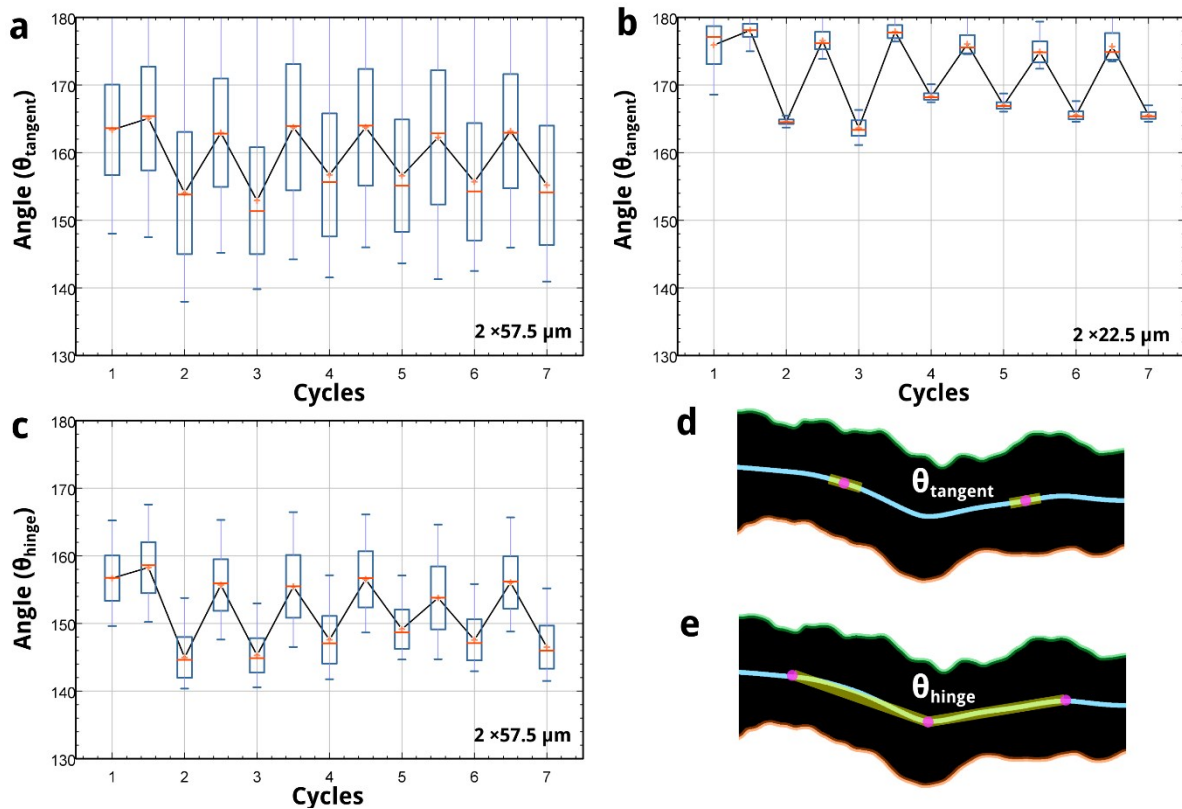 a
Angle (θtangent)
180
170
160
150
140
130
1 2 3 4 5 6 7
Cycles
2 ×57.5 μm
b
Angle (θtangent)
180
170
160
150
140
130
1 2 3 4 5 6 7
Cycles
2 ×22.5 μm
c
Angle (θhinge)
180
170
160
150
140
130
1 2 3 4 5 6 7
Cycles
2 ×57.5 μm
d
θtangent
e
θhinge